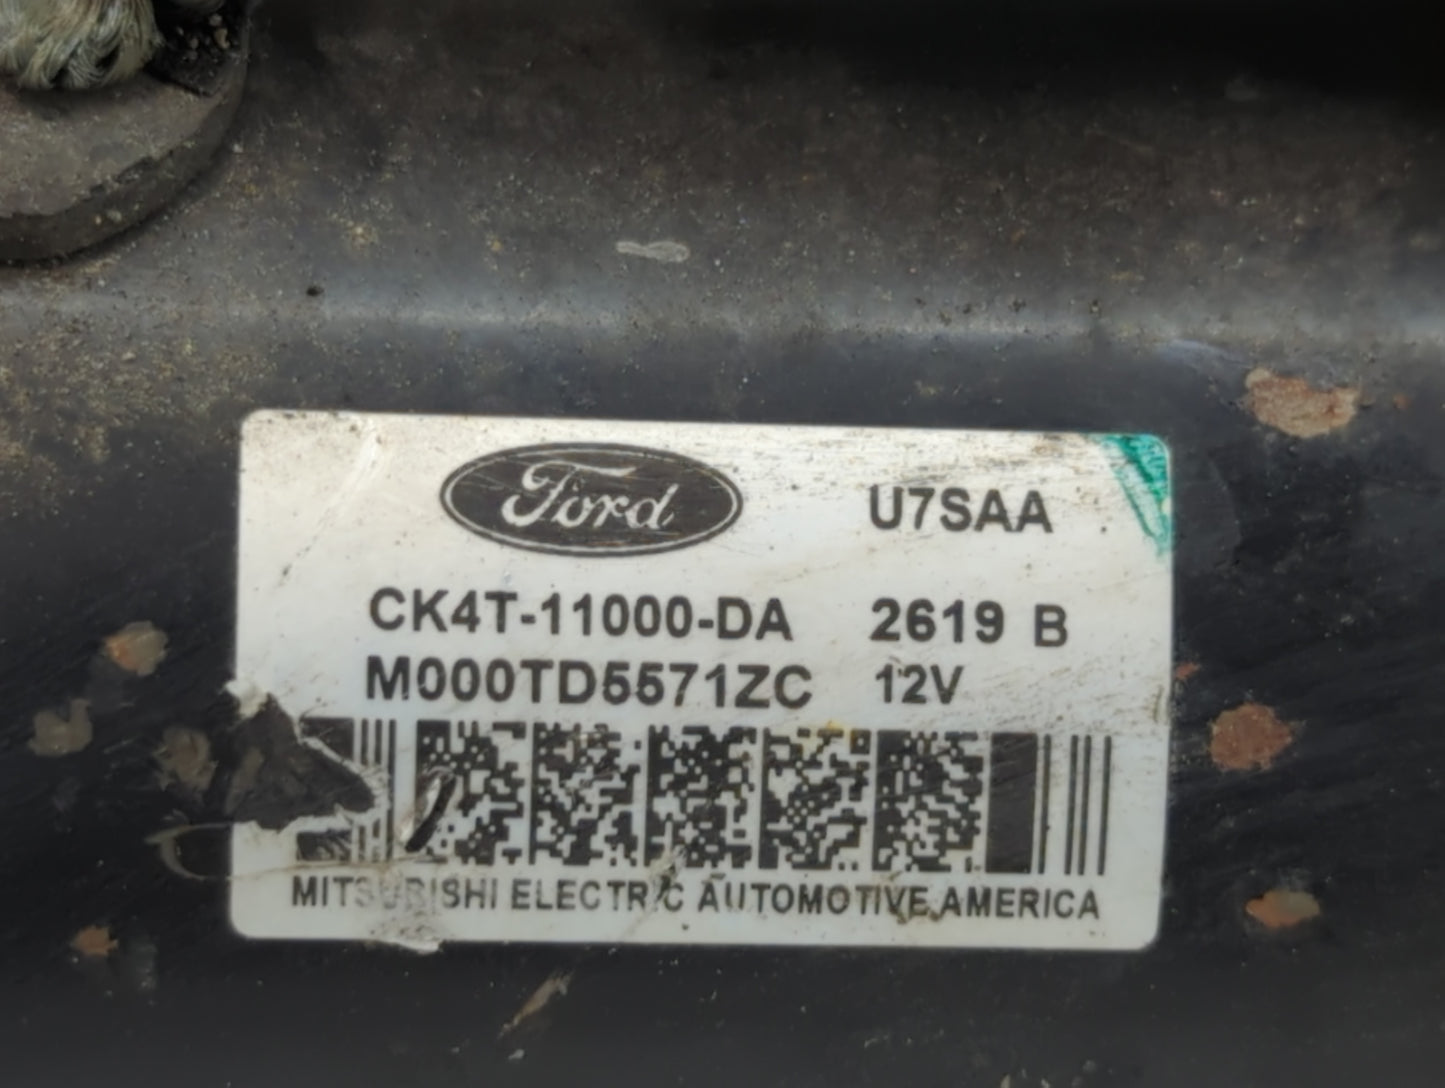 Ford U7SAA
CK4T-11000-DA 2619 B
M000TD5571ZC 12V
MITSUBISHI ELECTRIC AUTOMOTIVE AMERICA